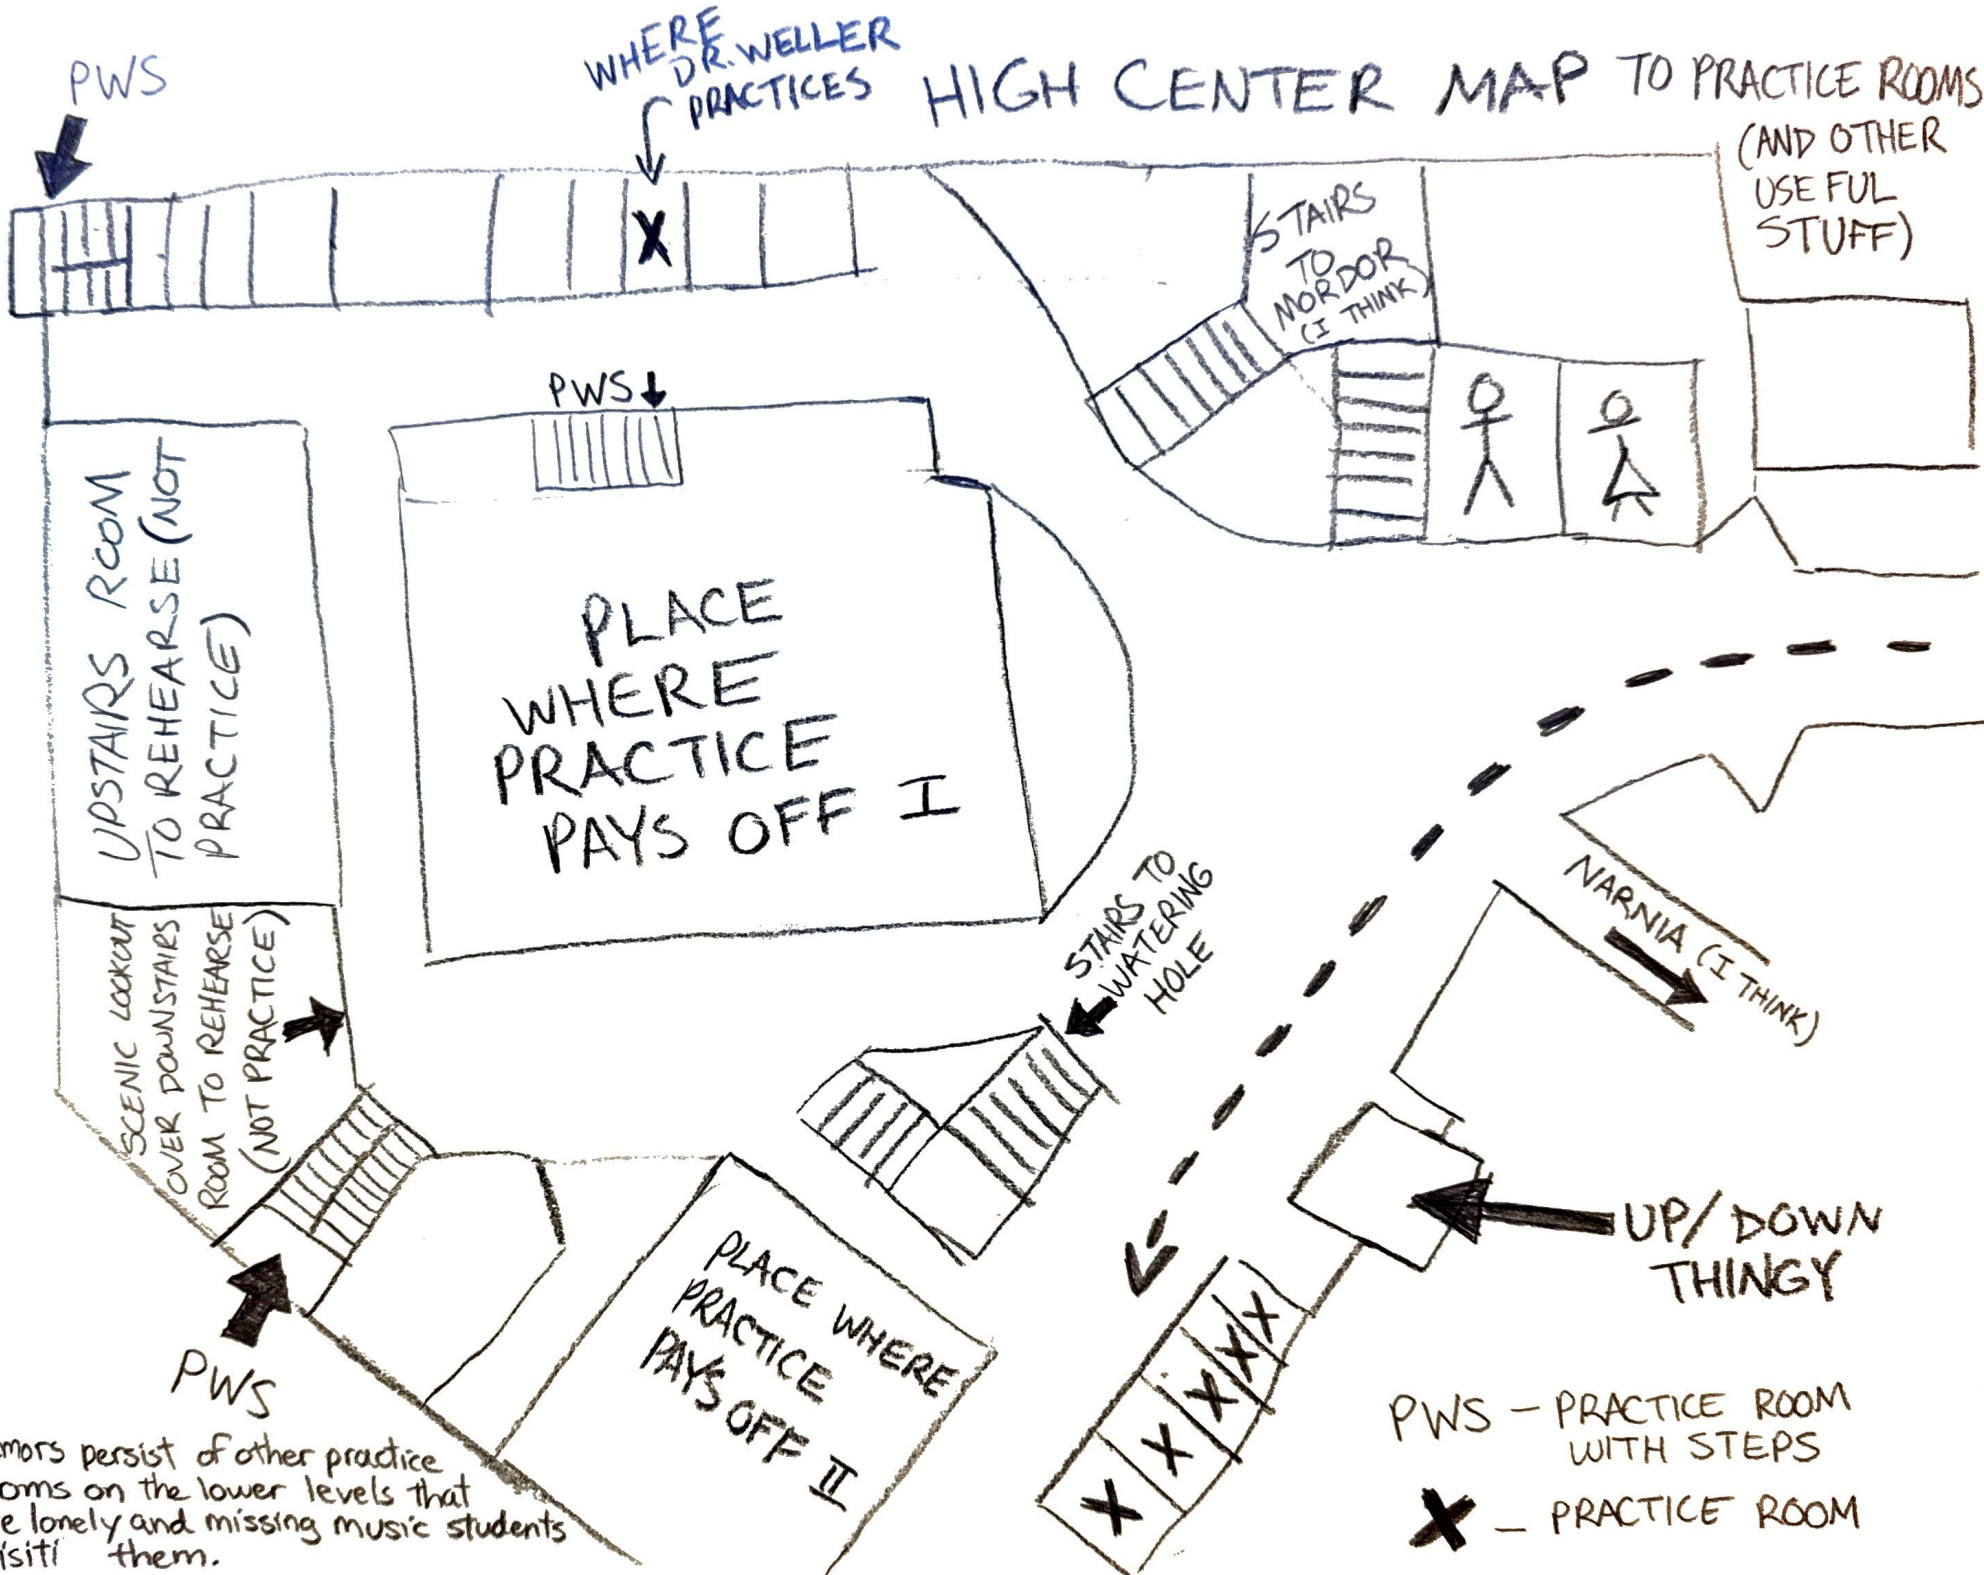 PWS
WHERE
DR. WELLER
PRACTICES
HIGH CENTER MAP TO PRACTICE ROOMS
(AND OTHER
USEFUL
STUFF)
X
STAIRS
TO
MORDOR
(I THINK)
PWS
UPSTAIRS ROOM
TO REHEARSE (NOT
PRACTICE)
PLACE
WHERE
PRACTICE
PAYS OFF I
SCENIC LOOKOUT
OVER DOWNSTAIRS
ROOM TO REHEARSE
(NOT PRACTICE)
STAIRS TO
WATERING
HOLE
NARNIA (I THINK)
UP/DOWN
THINGY
PLACE WHERE
PRACTICE
PAYS OFF II
X
X
X
X
X
PWS
mors persist of other practice
oms on the lower levels that
e lonely and missing music students
isiti them.
PWS - PRACTICE ROOM
WITH STEPS
X - PRACTICE ROOM